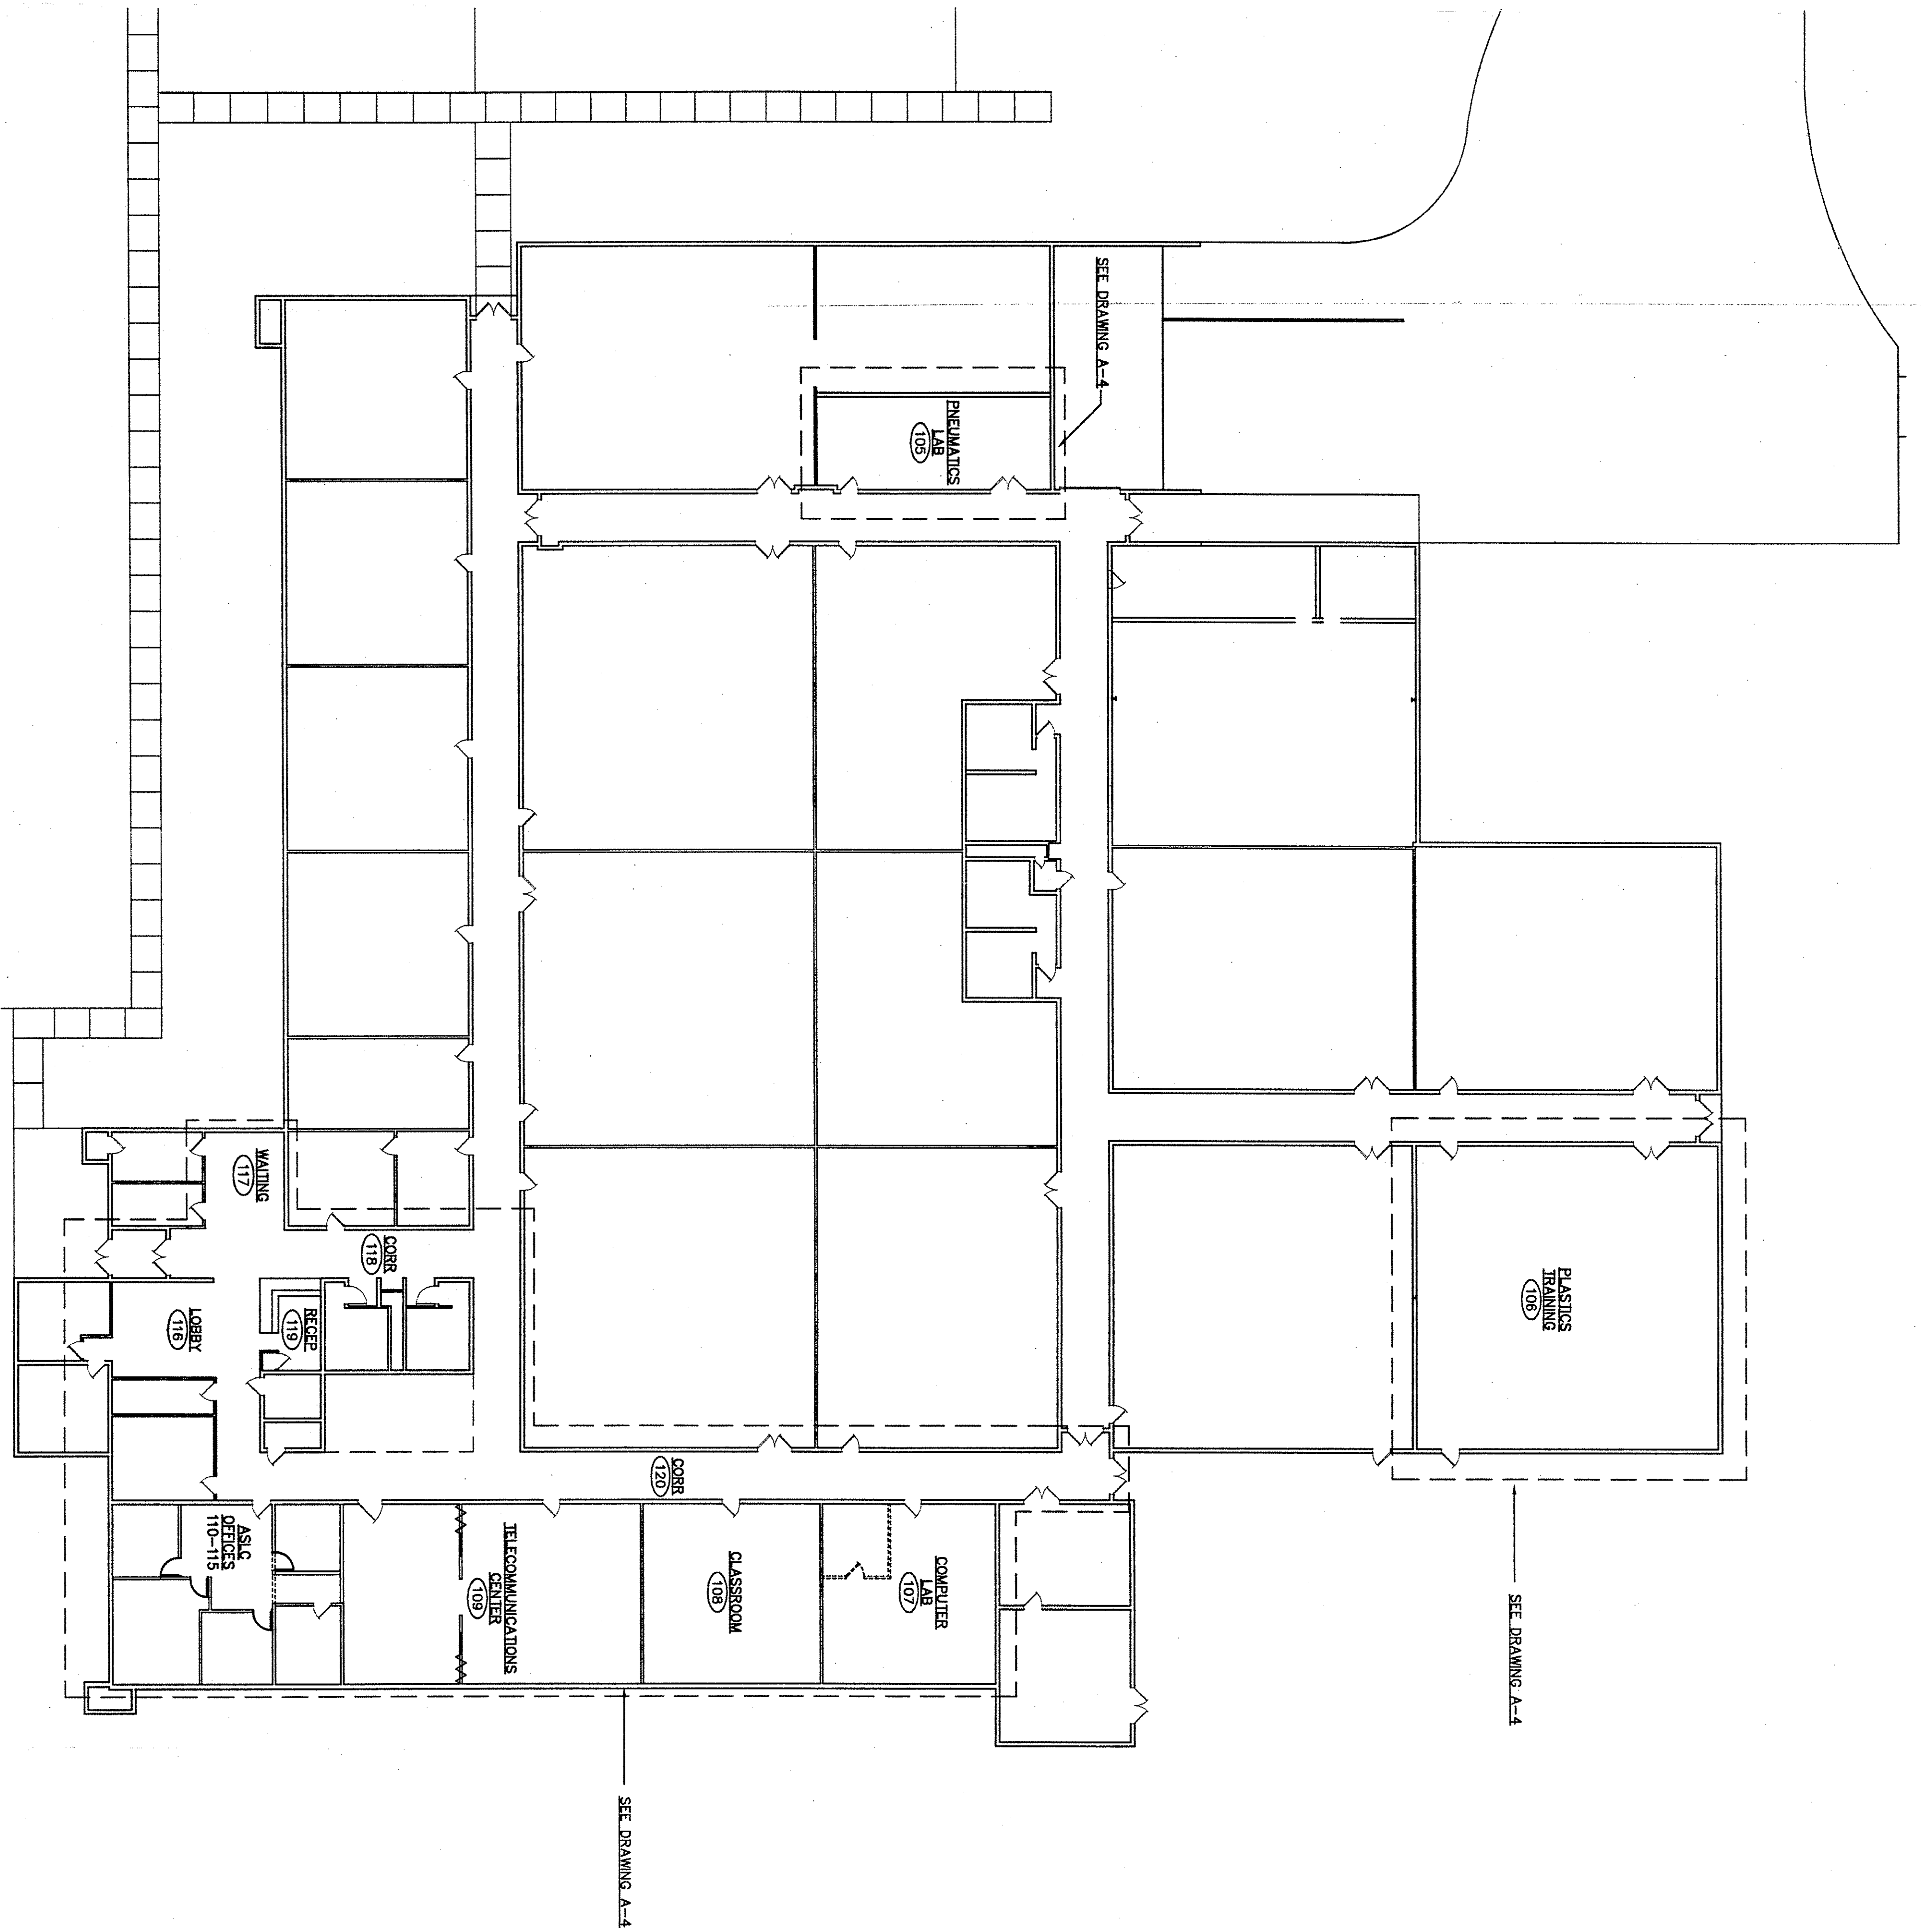 SEE DRAWING A-4
PNEUMATICS
LAB
105
PLASTICS
TRAINING
106
SEE DRAWING A-4
WAITING
117
CORR
118
RECEP
119
LOBBY
116
CORR
120
ASLC
OFFICES
110-115
TELECOMMUNICATIONS
CENTER
109
CLASSROOM
108
COMPUTER
LAB
107
SEE DRAWING A-4